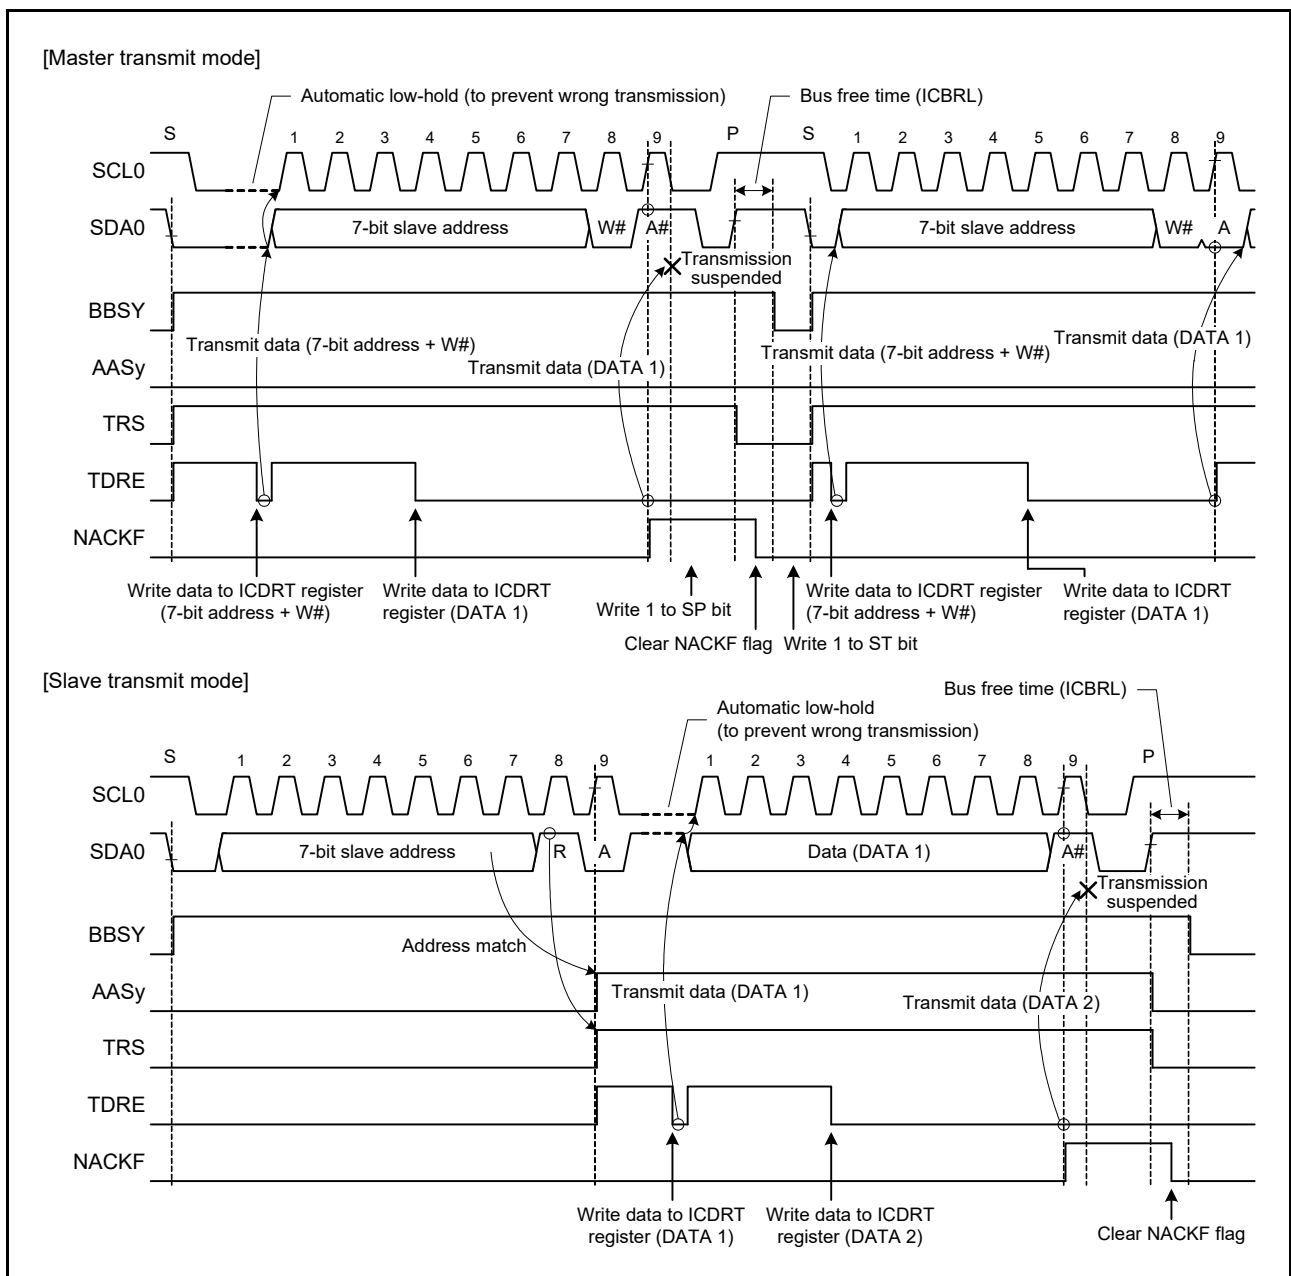 [Master transmit mode]
Automatic low-hold (to prevent wrong transmission)
Bus free time (ICBRL)
S 1 2 3 4 5 6 7 8 9 P S 1 2 3 4 5 6 7 8 9
SCL0
SDA0 7-bit slave address W# A# 7-bit slave address W# A
Transmission
suspended
BBSY
Transmit data (7-bit address + W#)
Transmit data (DATA 1)
Transmit data (7-bit address + W#)
Transmit data (DATA 1)
AASy
TRS
TDRE
NACKF
Write data to ICDRT register
(7-bit address + W#)
Write data to ICDRT
register (DATA 1)
Write 1 to SP bit
Clear NACKF flag
Write 1 to ST bit
Write data to ICDRT register
(7-bit address + W#)
Write data to ICDRT
register (DATA 1)
[Slave transmit mode]
Automatic low-hold
(to prevent wrong transmission)
Bus free time (ICBRL)
S 1 2 3 4 5 6 7 8 9 1 2 3 4 5 6 7 8 9 P
SCL0
SDA0 7-bit slave address R A Data (DATA 1) A#
Transmission
suspended
BBSY
Address match
AASy
Transmit data (DATA 1)
Transmit data (DATA 2)
TRS
TDRE
NACKF
Write data to ICDRT
register (DATA 1)
Write data to ICDRT
register (DATA 2)
Clear NACKF flag